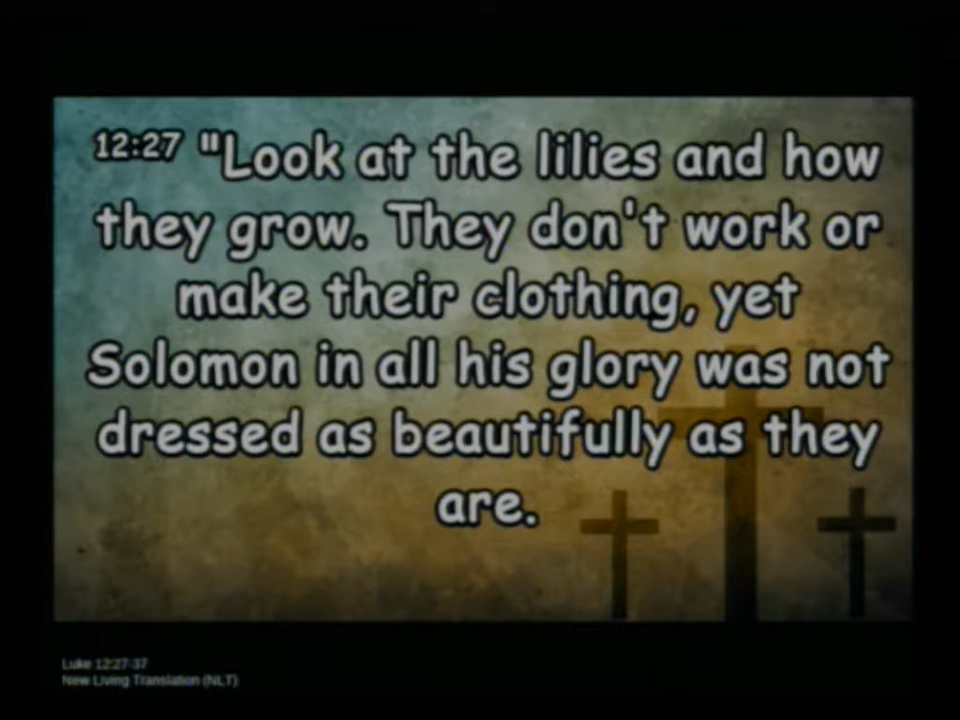 12:27 "Look at the lilies and how
they grow. They don't work or
make their clothing, yet
Solomon in all his glory was not
dressed as beautifully as they
are.
Luke 12:27-37
New Living Translation (NLT)